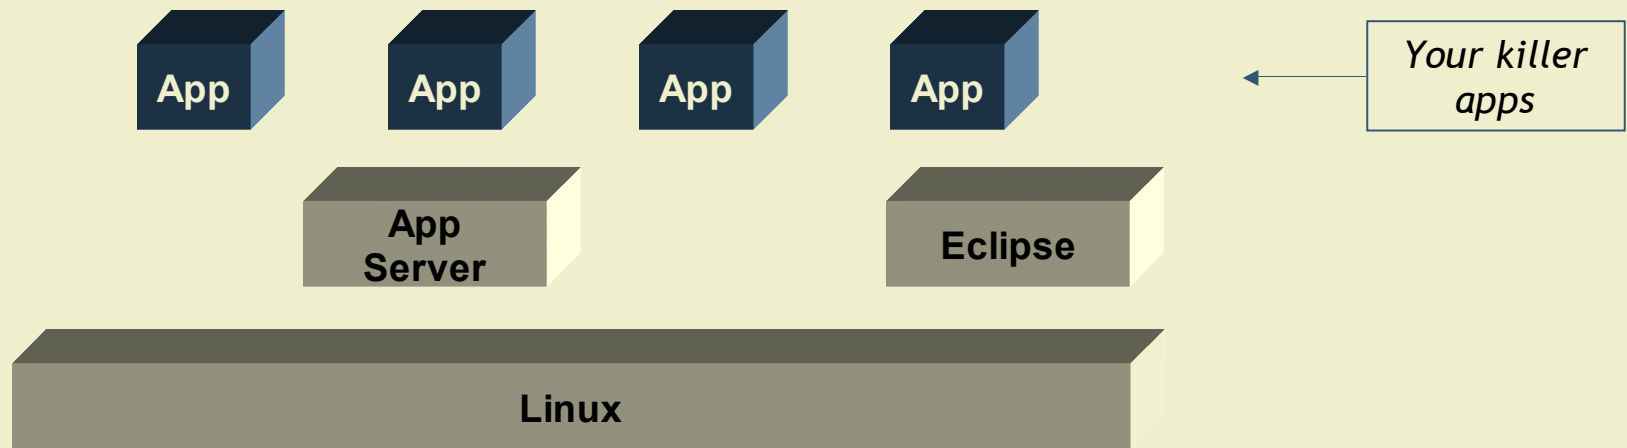 App App App App
Your killer
apps
App
Server
Eclipse
Linux